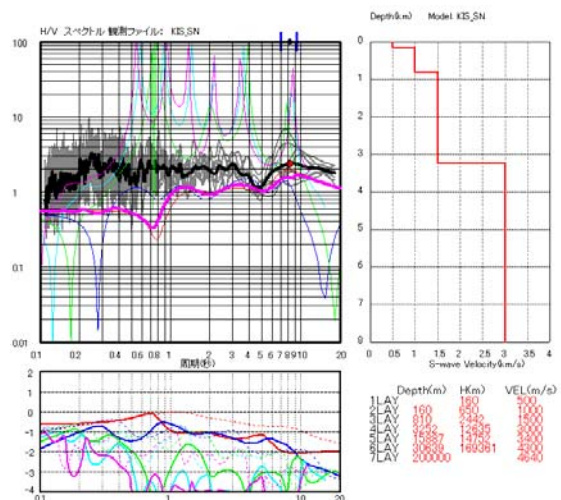 H/V スペクトル 観測ファイル: KIS_SN
100
10
1
0.1
0.01
0.1 0.2 0.4 0.6 0.8 1 2 3 4 5 6 7 8 9 10 20
周期(秒)
2
1
0
-1
-2
-3
-4
0.1 1 10 20
Depth(km) Model: KIS_SN
0
1
2
3
4
5
6
7
8
0 0.5 1 1.5 2 2.5 3 3.5 4
S-wave Velocity(km/s)
Depth(m) H(m) VEL(m/s)
1LAY 160 500
2LAY 160 650 1000
3LAY
4LAY
5LAY 15887
6LAY 169361
7LAY 200000 4640